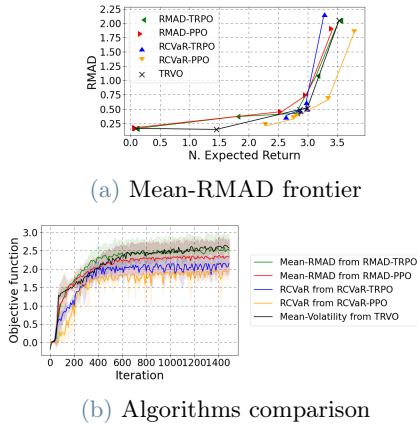 2.25
2.00
1.75
1.50
1.25
1.00
0.75
0.50
0.25
RMAD
RMAD-TRPO
RMAD-PPO
RCVaR-TRPO
RCVaR-PPO
TRVO
0.0 0.5 1.0 1.5 2.0 2.5 3.0 3.5
N. Expected Return
(a) Mean-RMAD frontier
3.0
2.5
2.0
1.5
1.0
0.5
0.0
Objective function
0 200 400 600 800 1000 1200 1400
Iteration
Mean-RMAD from RMAD-TRPO
Mean-RMAD from RMAD-PPO
RCVaR from RCVaR-TRPO
RCVaR from RCVaR-PPO
Mean-Volatility from TRVO
(b) Algorithms comparison